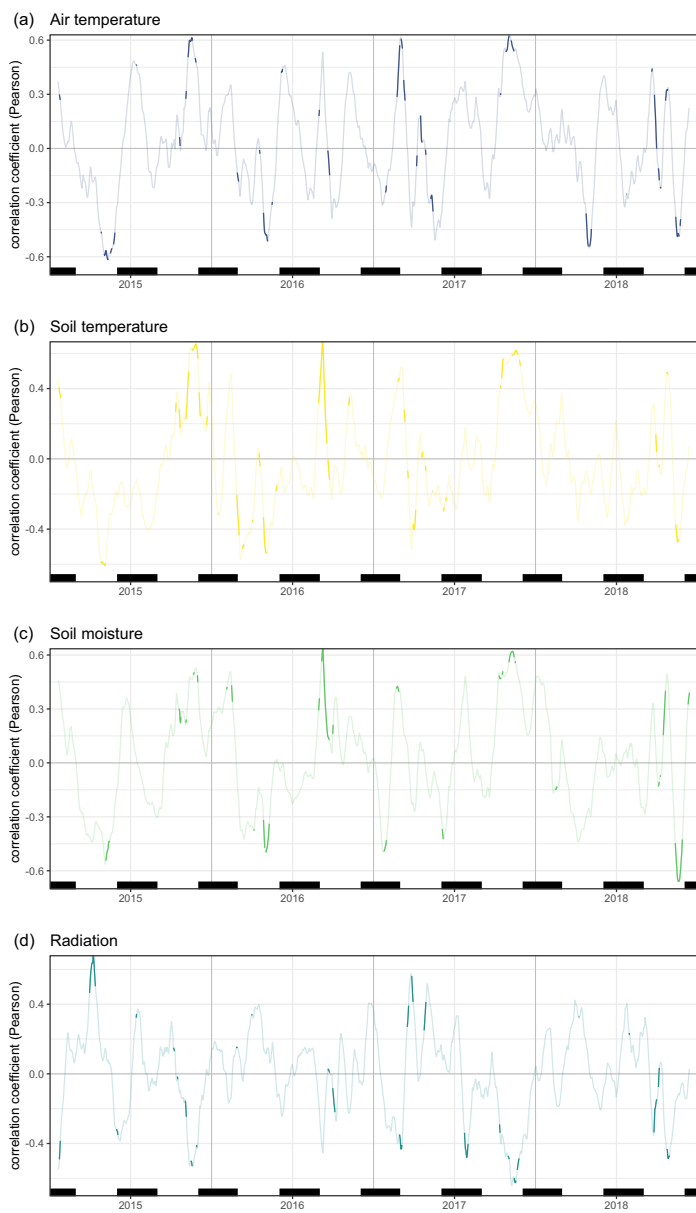 (a) Air temperature
correlation coefficient (Pearson)
0.6
0.3
0.0
-0.3
-0.6
2015 2016 2017 2018
(b) Soil temperature
correlation coefficient (Pearson)
0.4
0.0
-0.4
2015 2016 2017 2018
(c) Soil moisture
correlation coefficient (Pearson)
0.6
0.3
0.0
-0.3
-0.6
2015 2016 2017 2018
(d) Radiation
correlation coefficient (Pearson)
0.4
0.0
-0.4
2015 2016 2017 2018